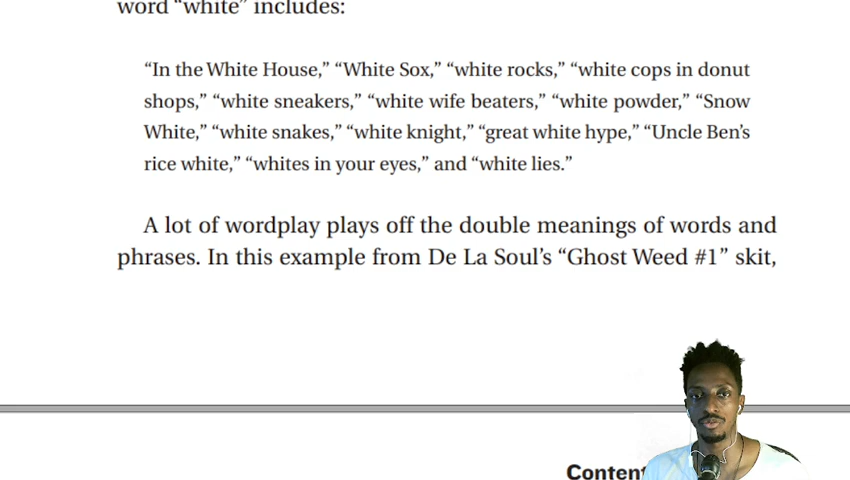 word “white” includes:
“In the White House,” “White Sox,” “white rocks,” “white cops in donut
shops,” “white sneakers,” “white wife beaters,” “white powder,” “Snow
White,” “white snakes,” “white knight,” “great white hype,” “Uncle Ben’s
rice white,” “whites in your eyes,” and “white lies.”
A lot of wordplay plays off the double meanings of words and
phrases. In this example from De La Soul’s “Ghost Weed #1” skit,